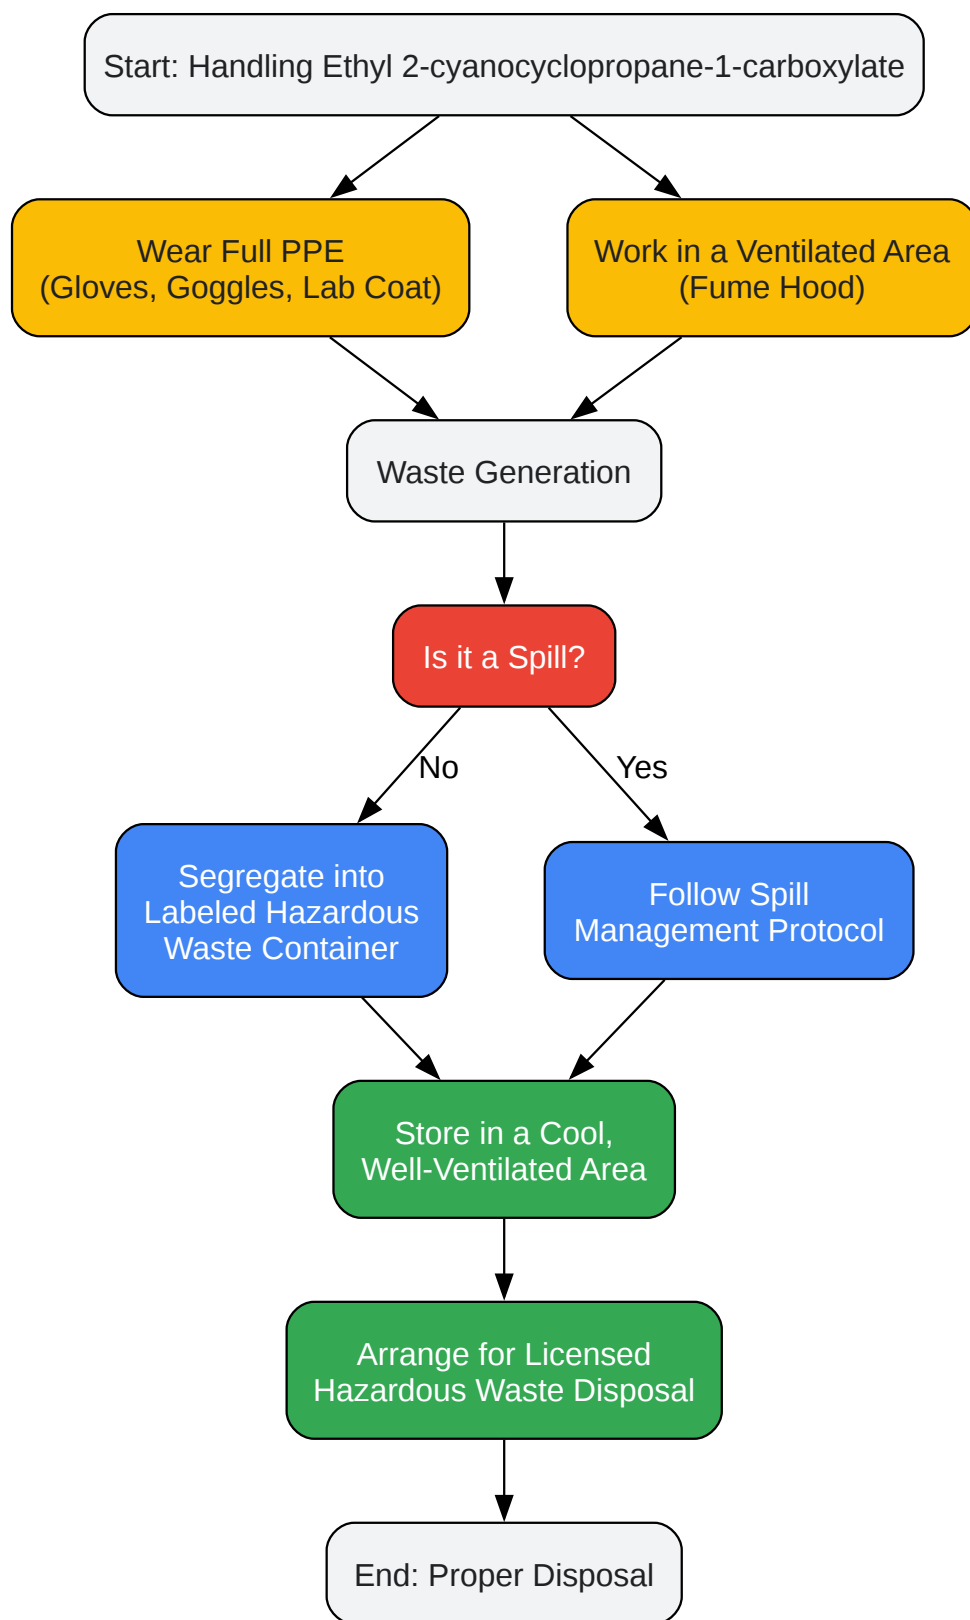 Start: Handling Ethyl 2-cyanocyclopropane-1-carboxylate
Wear Full PPE
(Gloves, Goggles, Lab Coat)
Work in a Ventilated Area
(Fume Hood)
Waste Generation
Is it a Spill?
No
Yes
Segregate into
Labeled Hazardous
Waste Container
Follow Spill
Management Protocol
Store in a Cool,
Well-Ventilated Area
Arrange for Licensed
Hazardous Waste Disposal
End: Proper Disposal